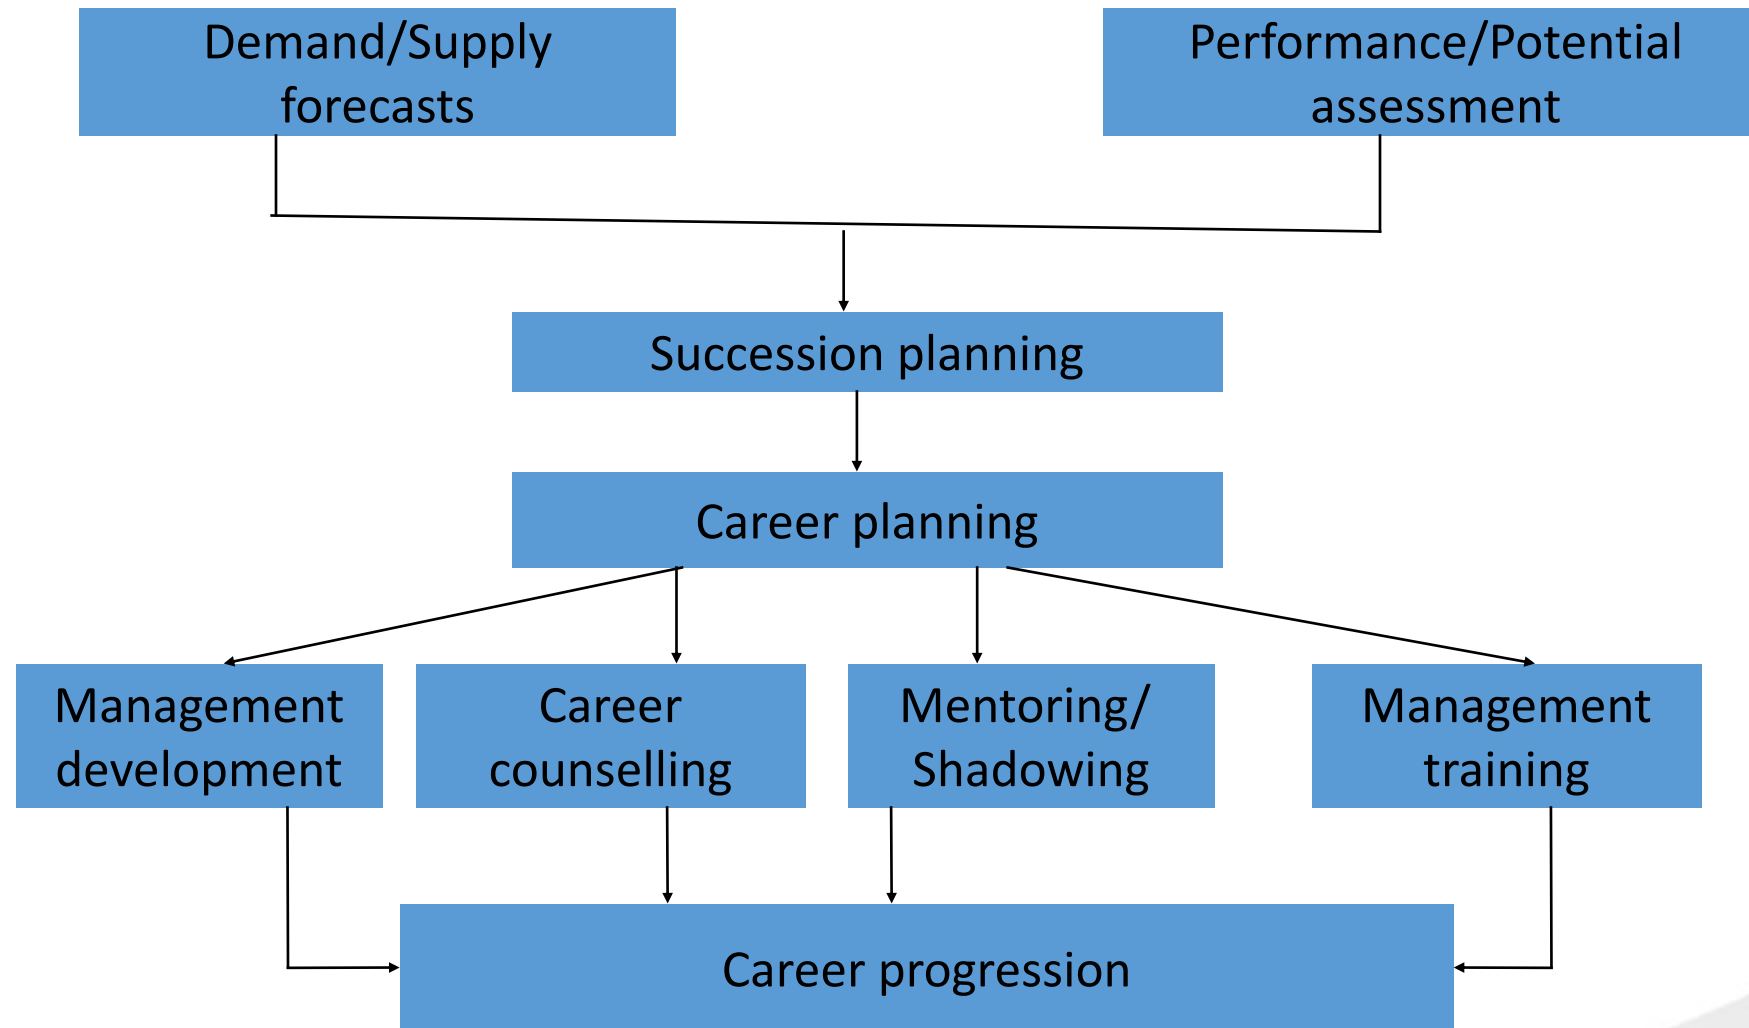 Demand/Supply
forecasts
Performance/Potential
assessment
Succession planning
Career planning
Management
development
Career
counselling
Mentoring/
Shadowing
Management
training
Career progression